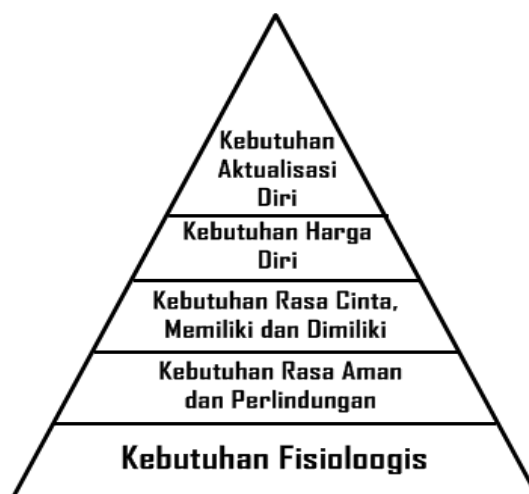 Kebutuhan
Aktualisasi
Diri
Kebutuhan Harga
Diri
Kebutuhan Rasa Cinta,
Memiliki dan Dimiliki
Kebutuhan Rasa Aman
dan Perlindungan
Kebutuhan Fisioloogis